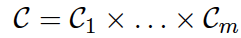 𝒞 = 𝒞₁ × … × 𝒞ₘ